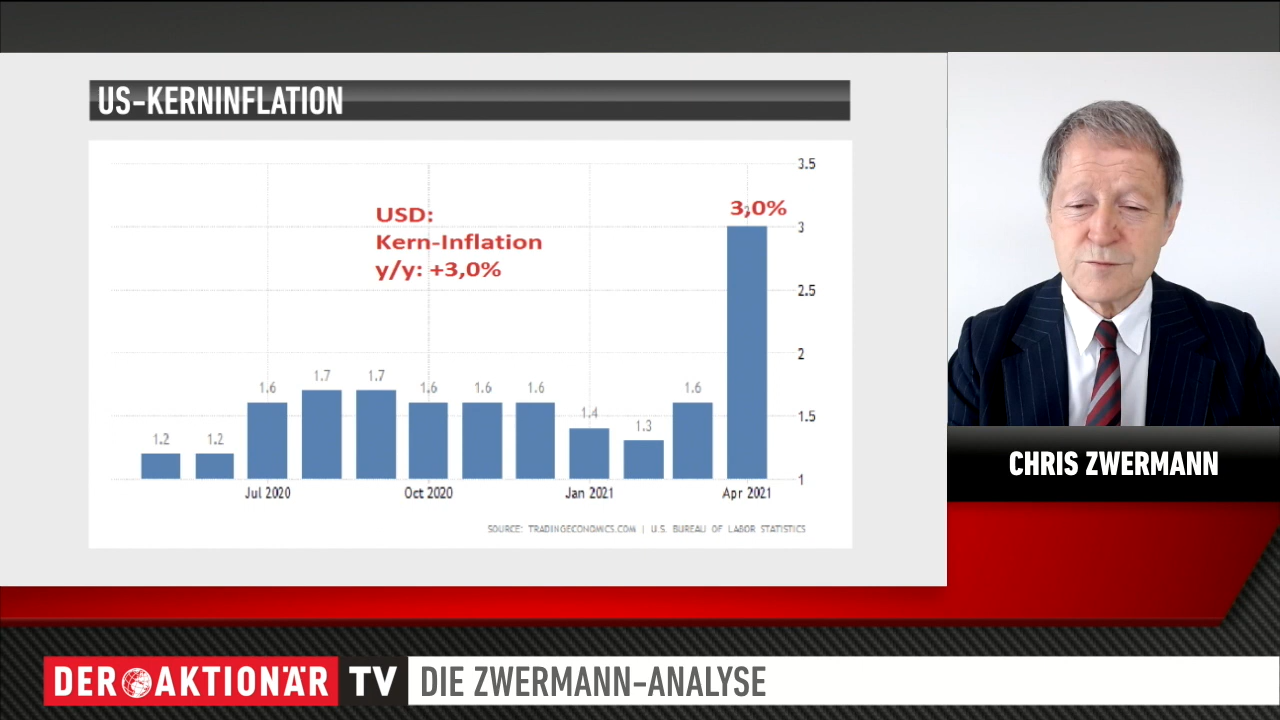 US-KERNINFLATION
3.5
3,0%
USD:
3
Kern-Inflation
y/y: +3,0%
2.5
2
1.7
1.7
1.6
1.6
1.6
1.6
1.6
1.5
1.4
1.3
1.2
1.2
1
Jul 2020
Oct 2020
Jan 2021
Apr 2021
SOURCE: TRADINGECONOMICS.COM | U.S. BUREAU OF LABOR STATISTICS
CHRIS ZWERMANN
DER AKTIONÄR TV
DIE ZWERMANN-ANALYSE